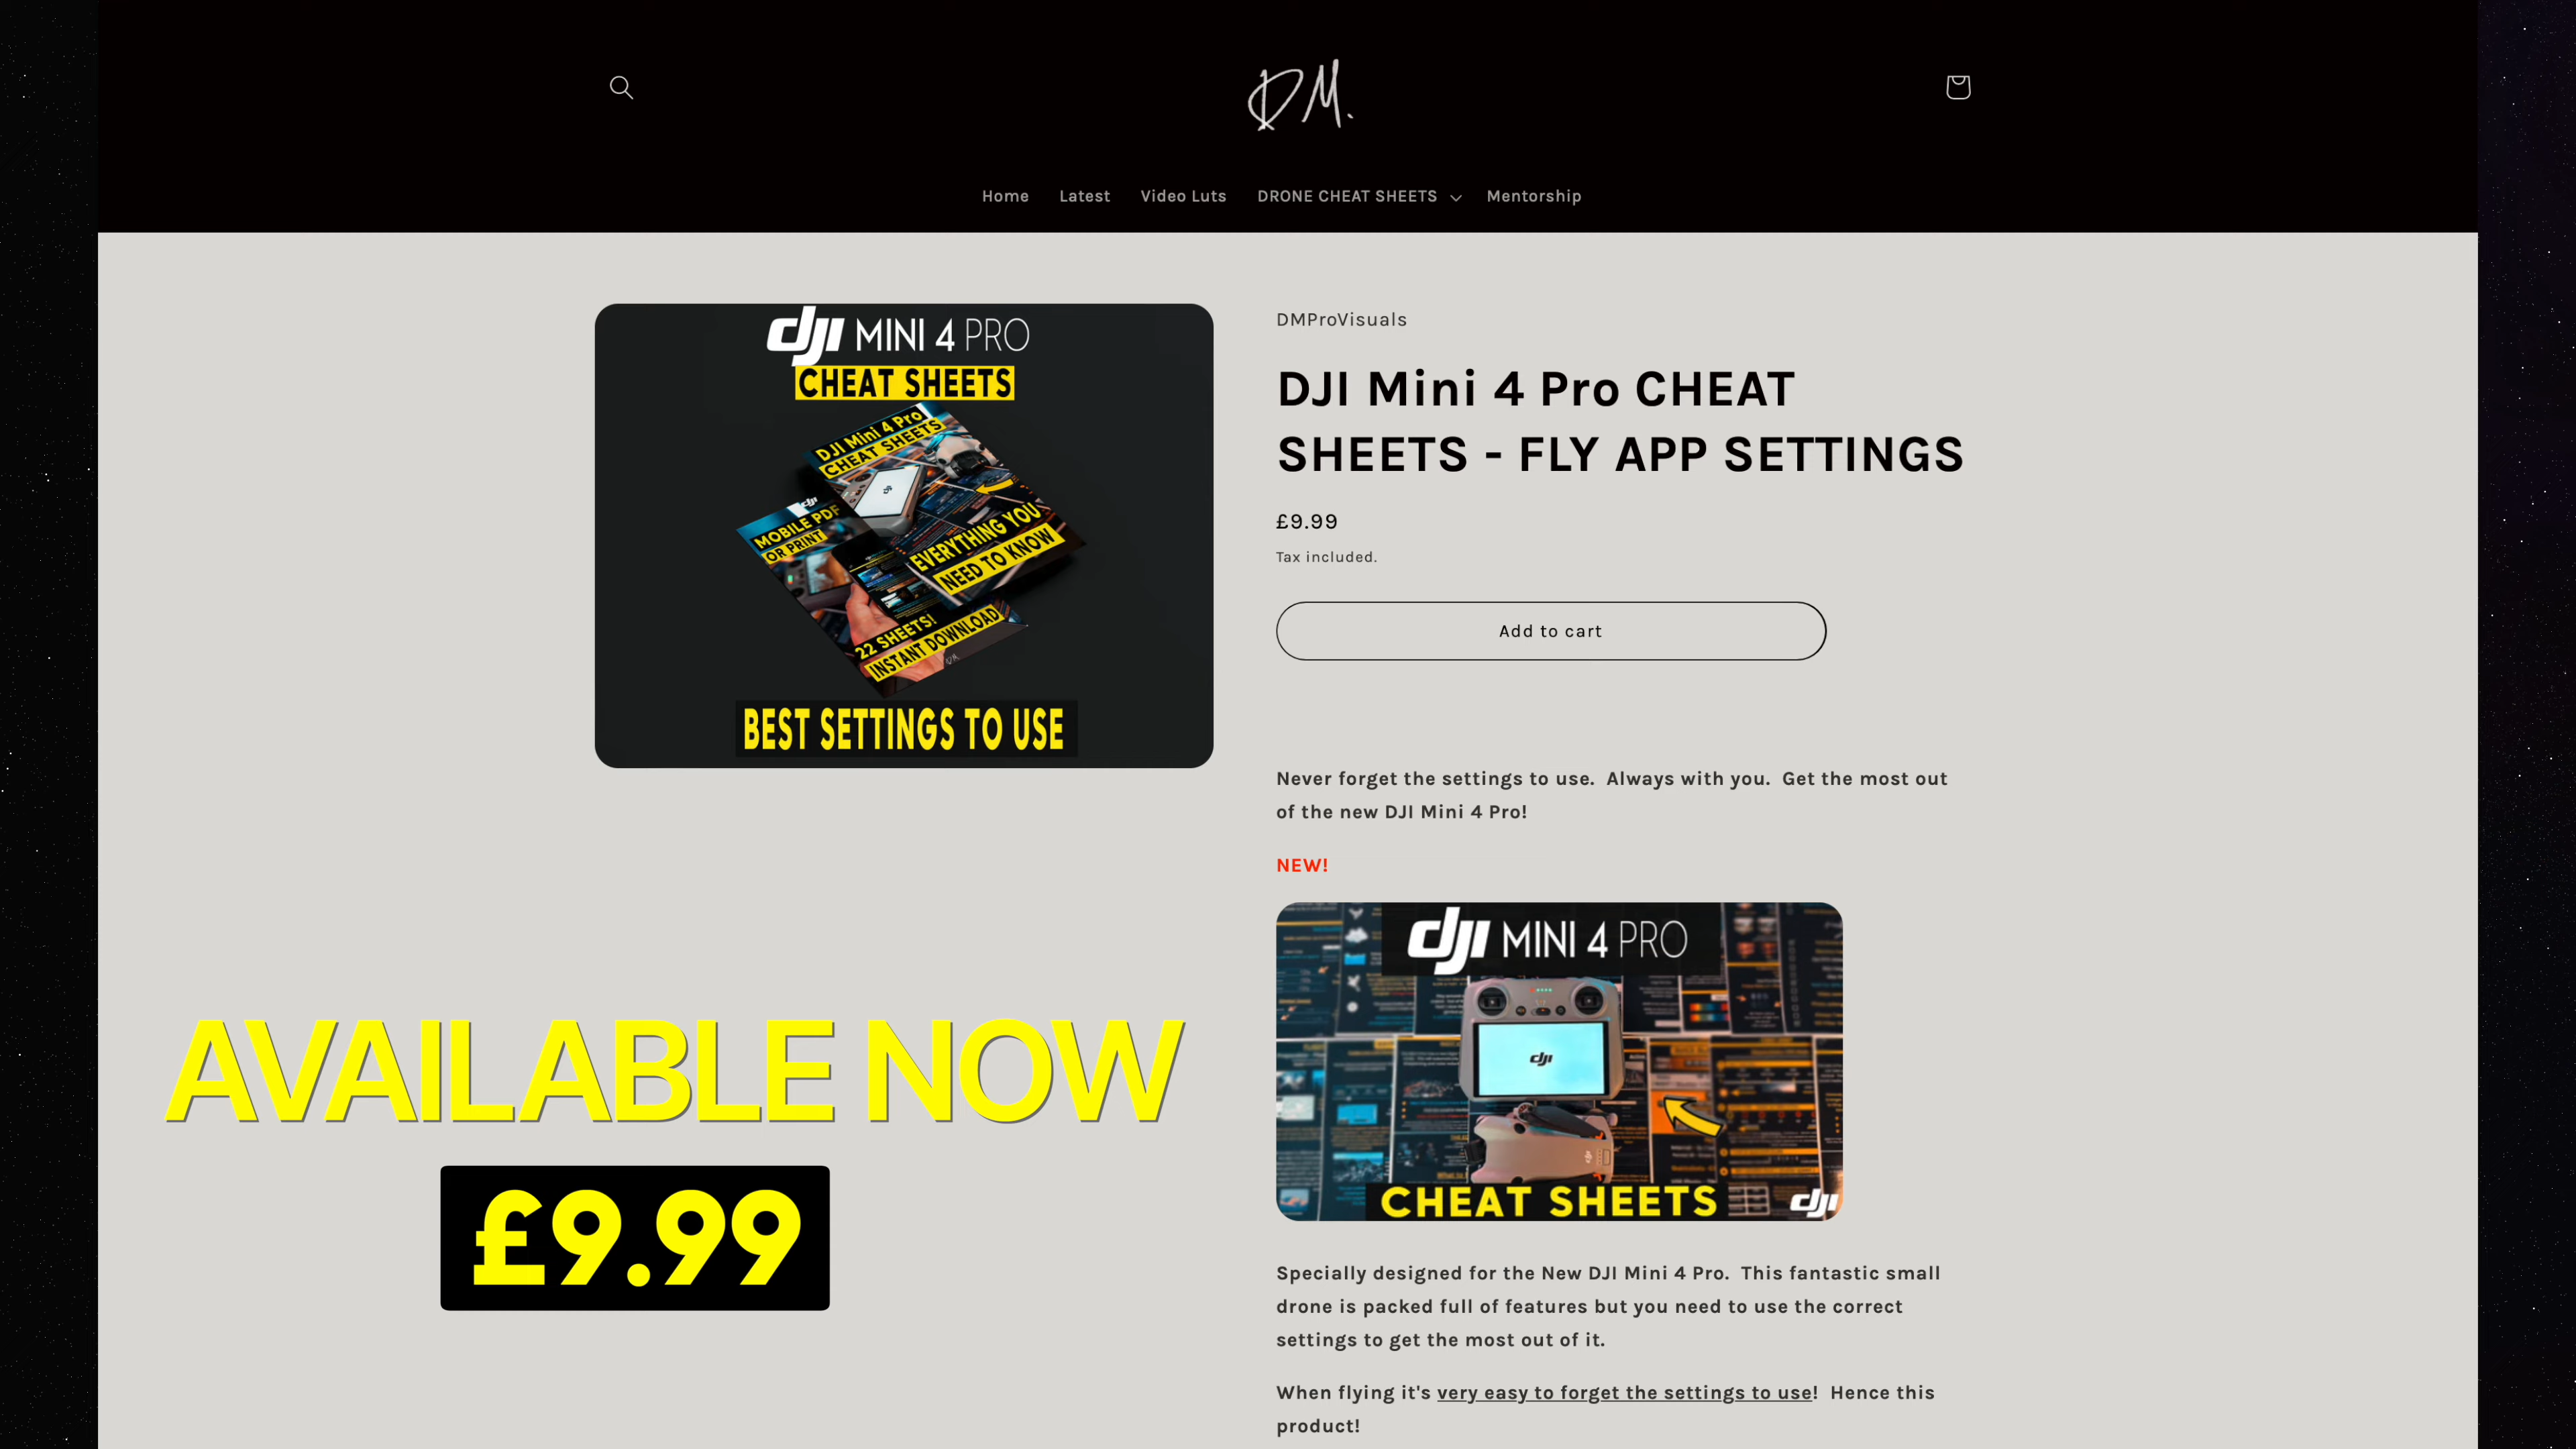 DM.
Home
Latest
Video Luts
DRONE CHEAT SHEETS
Mentorship
dji MINI 4 PRO
CHEAT SHEETS
DJI Mini 4 Pro
CHEAT SHEETS
MOBILE PDF
OR PRINT
EVERYTHING YOU
NEED TO KNOW
22 SHEETS!
INSTANT DOWNLOAD
BEST SETTINGS TO USE
DMProVisuals
DJI Mini 4 Pro CHEAT
SHEETS - FLY APP SETTINGS
£9.99
Tax included.
Add to cart
Never forget the settings to use.  Always with you.  Get the most out
of the new DJI Mini 4 Pro!
NEW!
dji MINI 4 PRO
dji
CHEAT SHEETS
dji
Specially designed for the New DJI Mini 4 Pro.  This fantastic small
drone is packed full of features but you need to use the correct
settings to get the most out of it.
When flying it's very easy to forget the settings to use!  Hence this
product!
AVAILABLE NOW
£9.99